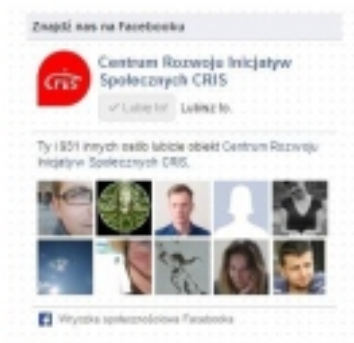 Znajdź nas na Facebooku
CRIS
Centrum Rozwoju Inicjatyw
Społecznych CRIS
Lubię to! Lubisz to.
Ty i 931 innych osób lubicie obiekt Centrum Rozwoju
Inicjatyw Społecznych CRIS.
Wtyczka społecznościowa Facebooka